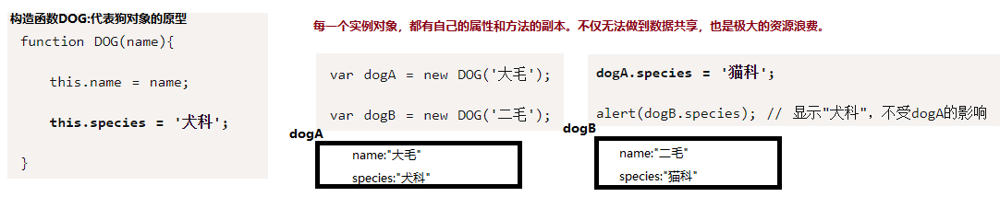 构造函数DOG:代表狗对象的原型
function DOG(name){
this.name = name;
this.species = '犬科';
}
每一个实例对象，都有自己的属性和方法的副本。不仅无法做到数据共享，也是极大的资源浪费。
var dogA = new DOG('大毛');
var dogB = new DOG('二毛');
dogA.species = '猫科';
alert(dogB.species); // 显示"犬科"，不受dogA的影响
dogA
name:"大毛"
species:"犬科"
dogB
name:"二毛"
species:"猫科"